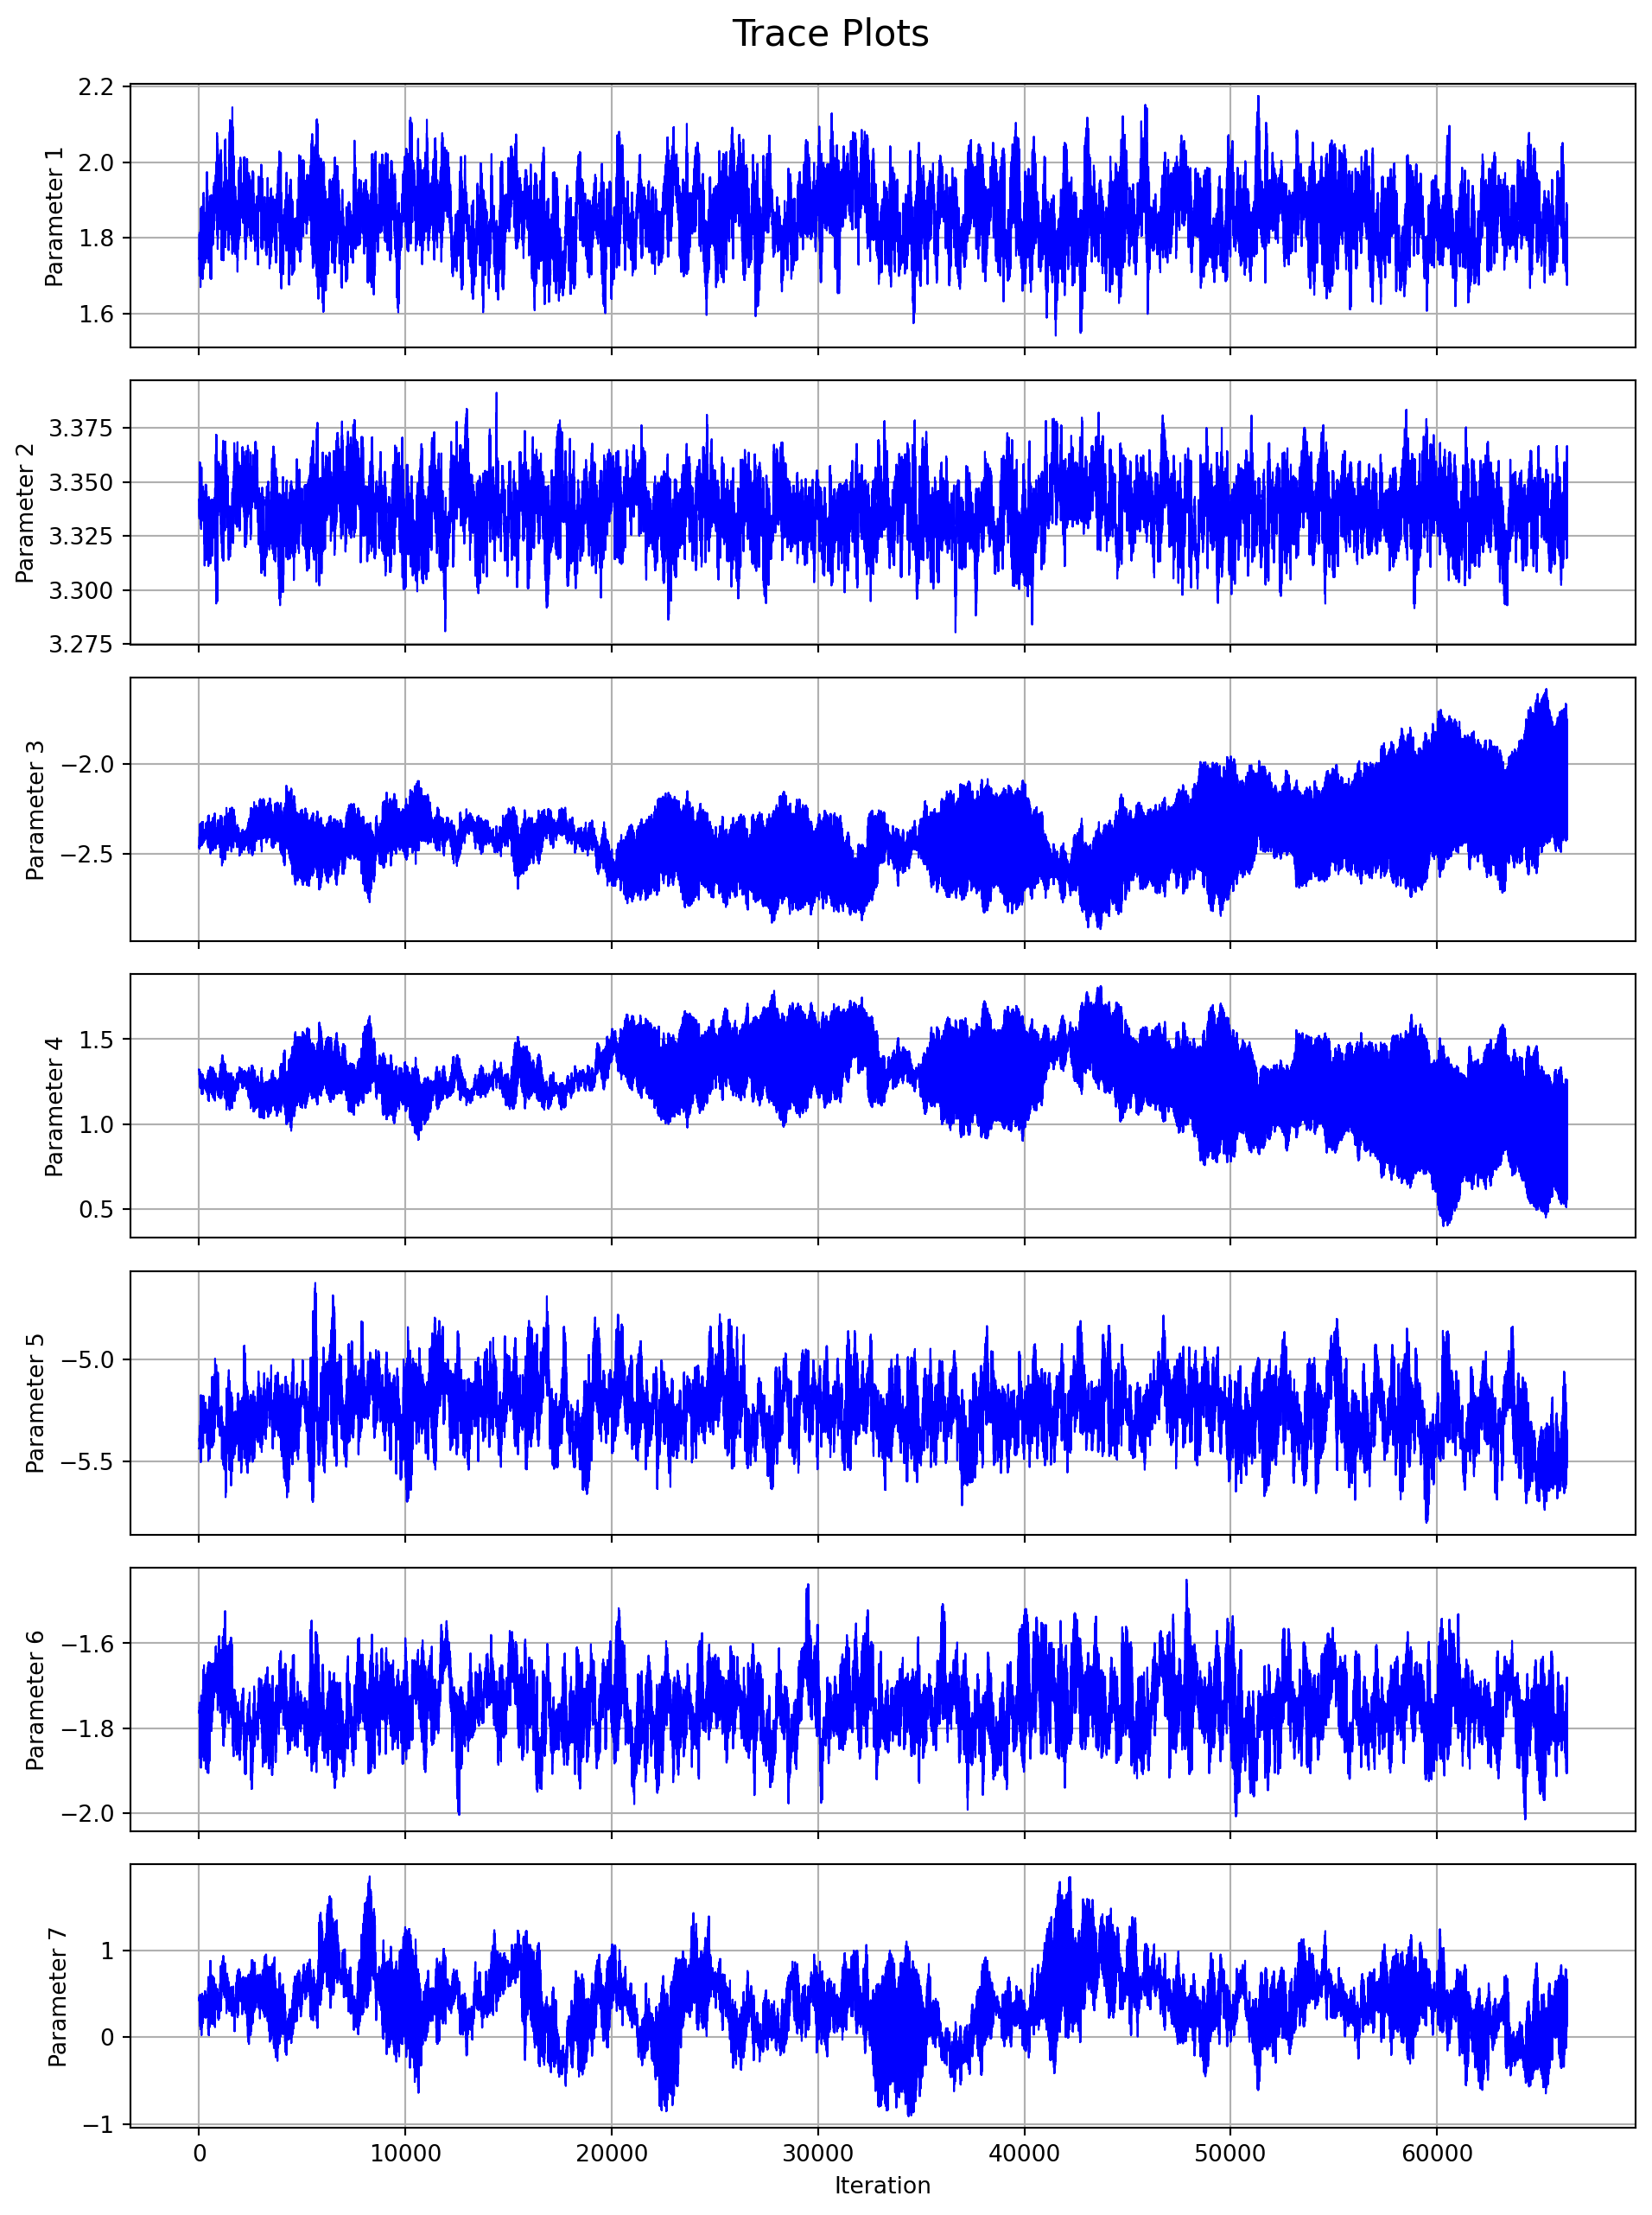 Trace Plots
Parameter 1
2.2
2.0
1.8
1.6
Parameter 2
3.375
3.350
3.325
3.300
3.275
Parameter 3
−2.0
−2.5
Parameter 4
1.5
1.0
0.5
Parameter 5
−5.0
−5.5
Parameter 6
−1.6
−1.8
−2.0
Parameter 7
1
0
−1
0 10000 20000 30000 40000 50000 60000
Iteration